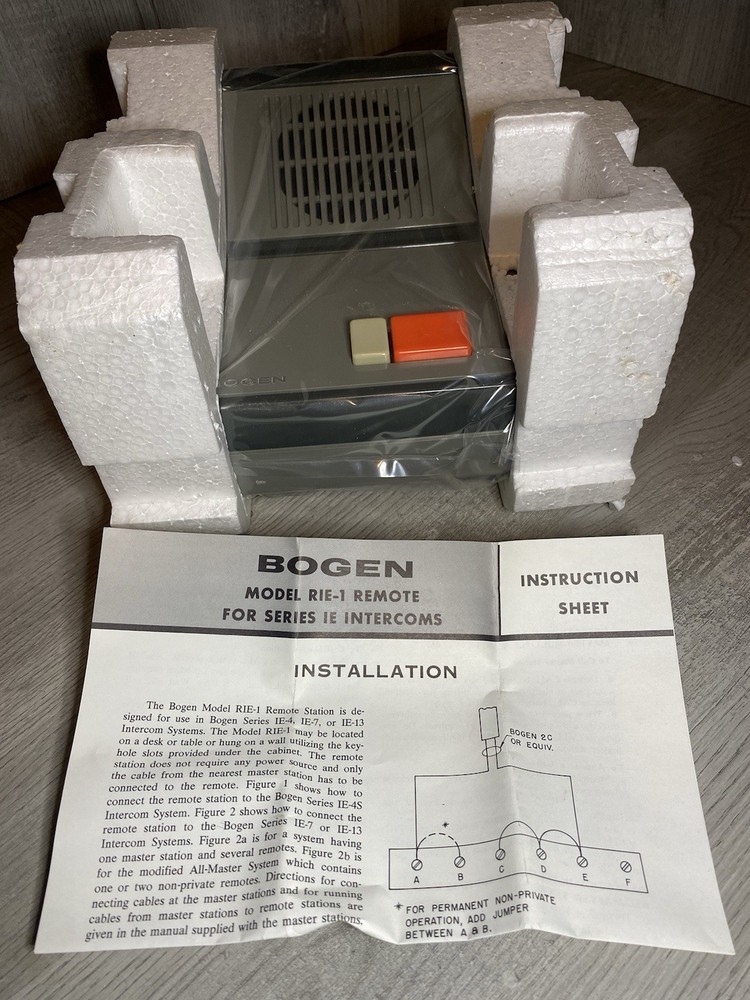 OGEN
BOGEN
MODEL RIE-1 REMOTE
FOR SERIES IE INTERCOMS
INSTRUCTION
SHEET
INSTALLATION
The Bogen Model RIE-1 Remote Station is de-
signed for use in Bogen Series IE-4, IE-7, or IE-13
Intercom Systems. The Model RIE-1 may be located
on a desk or table or hung on a wall utilizing the key-
hole slots provided under the cabinet. The remote
station does not require any power source and only
the cable from the nearest master station has to be
connected to the remote. Figure 1 shows how to
connect the remote station to the Bogen Series IE-4S
Intercom System. Figure 2 shows how to connect the
remote station to the Bogen Series IE-7 or IE-13
Intercom Systems. Figure 2a is for a system having
one master station and several remotes. Figure 2b is
for the modified All-Master System which contains
one or two non-private remotes. Directions for con-
necting cables at the master stations and for running
cables from master stations to remote stations are
given in the manual supplied with the master stations.
BOGEN 2C
OR EQUIV.
*
A B C D E F
* FOR PERMANENT NON-PRIVATE
OPERATION, ADD JUMPER
BETWEEN A & B.